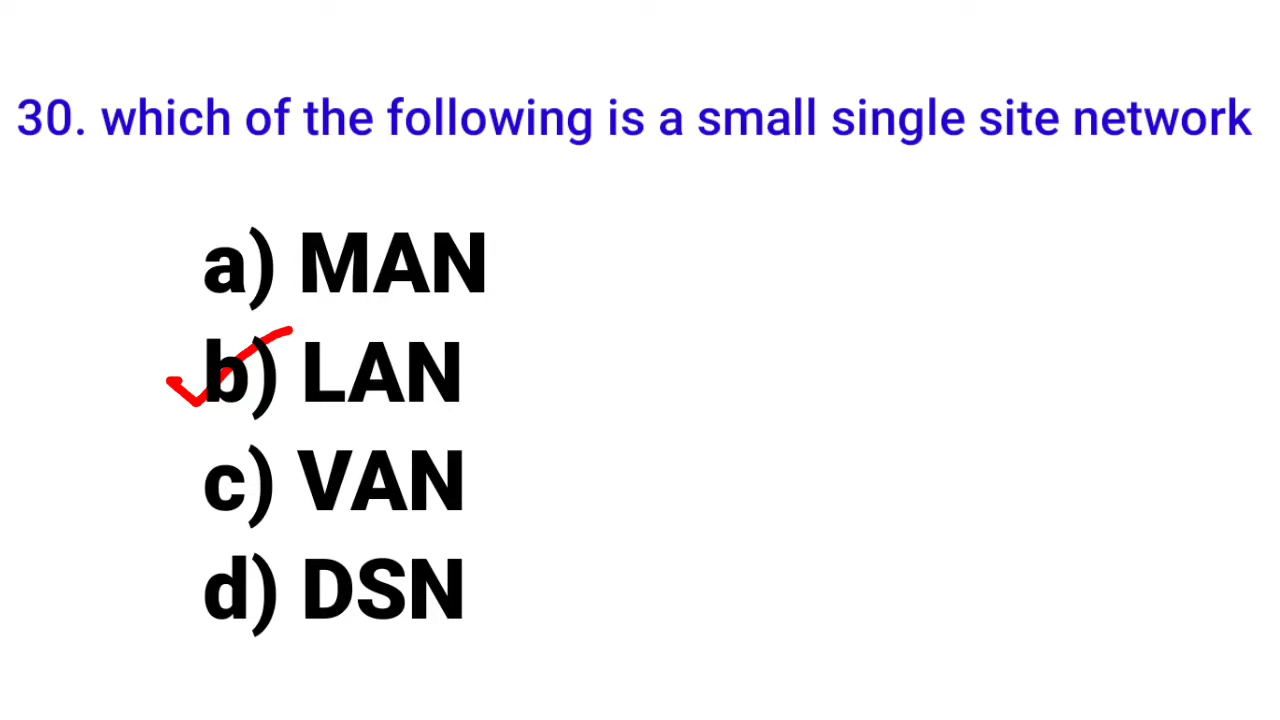 30. which of the following is a small single site network
a) MAN
b) LAN
c) VAN
d) DSN